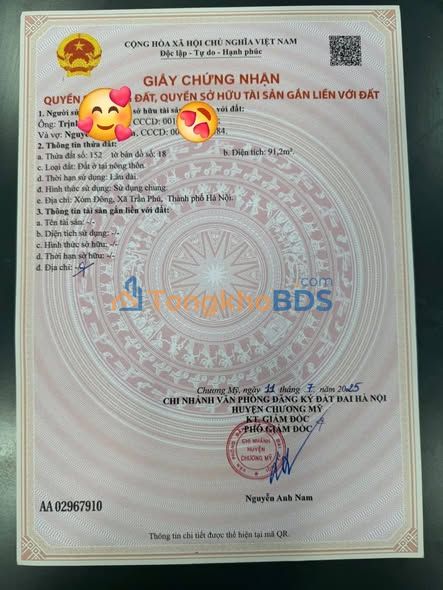 CỘNG HÒA XÃ HỘI CHỦ NGHĨA VIỆT NAM
Độc lập - Tự do - Hạnh phúc
GIẤY CHỨNG NHẬN
QUYỀN ĐẤT, QUYỀN SỞ HỮU TÀI SẢN GẮN LIỀN VỚI ĐẤT
1. Người sử sở hữu tài sản với đất:
Ông: Trịnh CCCD: 001
Và vợ: Nguyễn CCCD: 00 84.
2. Thông tin thửa đất:
a. Thửa đất số: 152 tờ bản đồ số: 18 b. Diện tích: 91,2m².
c. Loại đất: Đất ở tại nông thôn
d. Thời hạn sử dụng: Lâu dài.
đ. Hình thức sử dụng: Sử dụng chung.
e. Địa chỉ: Xóm Đông, Xã Trần Phú, Thành phố Hà Nội.
3. Thông tin tài sản gắn liền với đất:
a. Tên tài sản: -/-
b. Diện tích sử dụng: -/-
c. Hình thức sở hữu: -/-
d. Thời hạn sở hữu: -/-
đ. Địa chỉ: -/-
TongkhoBDS.com
Chương Mỹ, ngày 11 tháng 7 năm 2025
CHI NHÁNH VĂN PHÒNG ĐĂNG KÝ ĐẤT ĐAI HÀ NỘI
HUYỆN CHƯƠNG MỸ
KT. GIÁM ĐỐC
PHÓ GIÁM ĐỐC
CHI NHÁNH
HUYỆN
CHƯƠNG MỸ
Nguyễn Anh Nam
AA 02967910
Thông tin chi tiết được thể hiện tại mã QR.